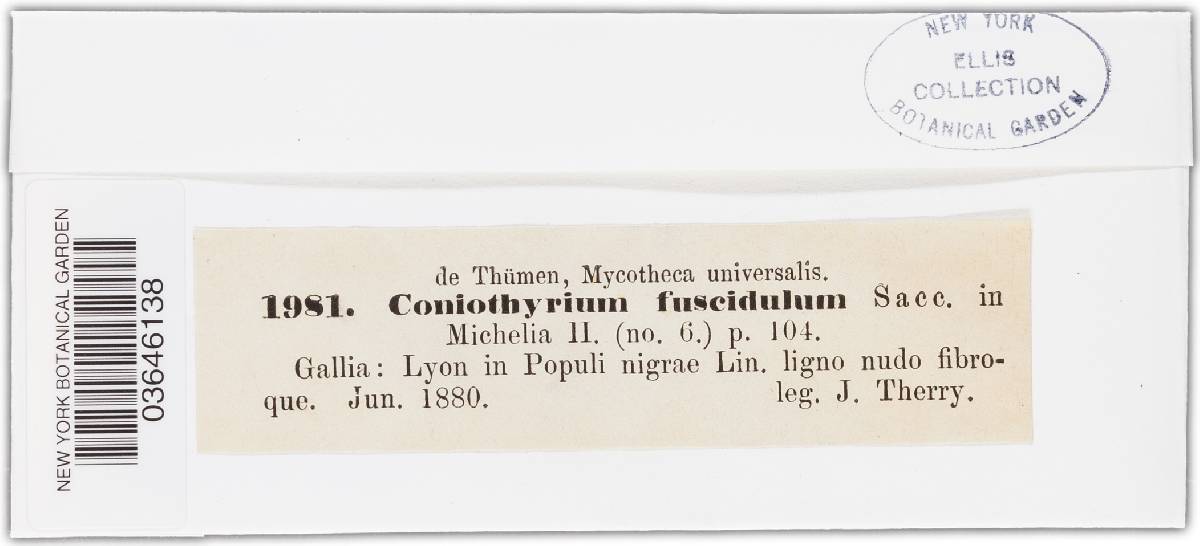 NEW YORK
ELLIS
COLLECTION
BOTANICAL GARDEN
NEW YORK BOTANICAL GARDEN
03646138
de Thümen, Mycotheca universalis.
1981. Coniothyrium fuscidulum Sacc. in
Michelia II. (no. 6.) p. 104.
Gallia: Lyon in Populi nigrae Lin. ligno nudo fibro-
que. Jun. 1880. leg. J. Therry.